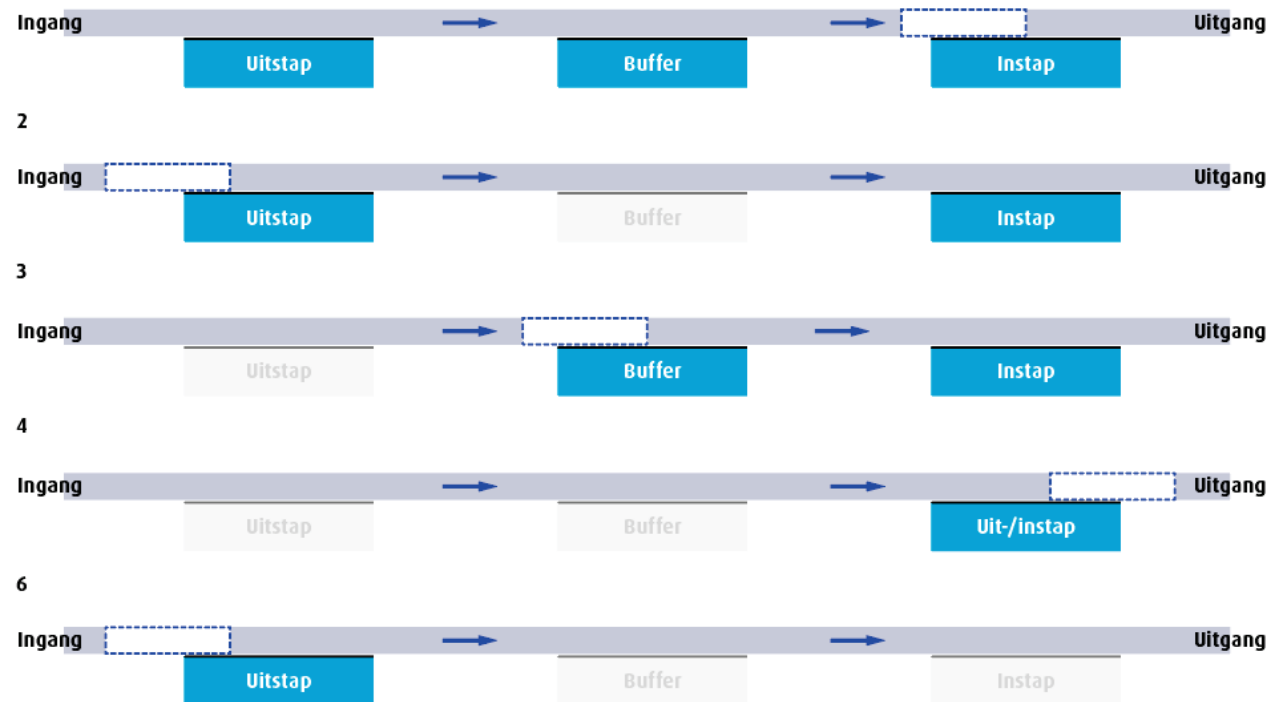 Ingang Uitgang
Uitstap Buffer Instap
2
Ingang Uitgang
Uitstap Buffer Instap
3
Ingang Uitgang
Uitstap Buffer Instap
4
Ingang Uitgang
Uitstap Buffer Uit-/instap
6
Ingang Uitgang
Uitstap Buffer Instap